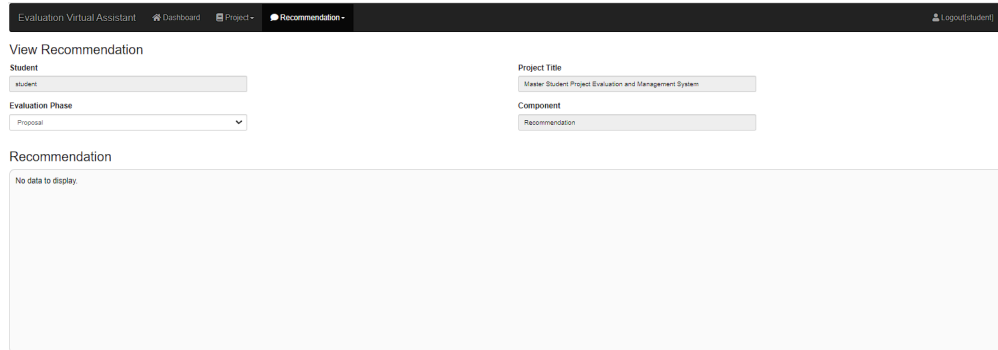 Evaluation Virtual Assistant Dashboard Project Recommendation Logout[student]
View Recommendation
Student Project Title
student Master Student Project Evaluation and Management System
Evaluation Phase Component
Proposal Recommendation
Recommendation
No data to display.